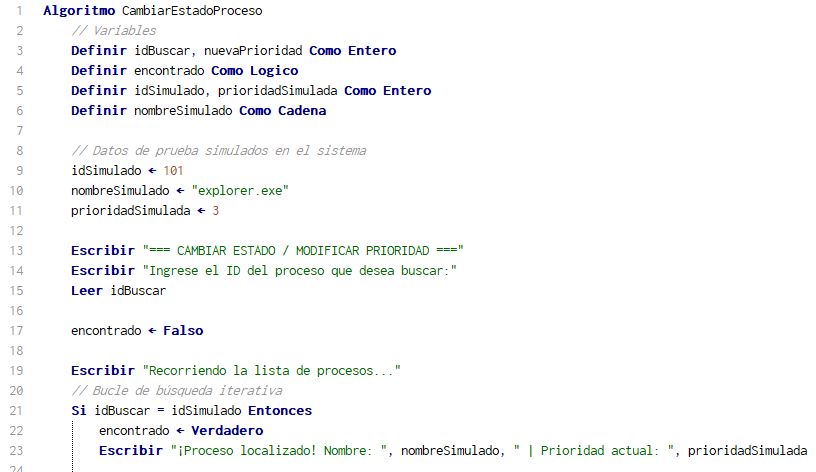 1 Algoritmo CambiarEstadoProceso
2 // Variables
3 Definir idBuscar, nuevaPrioridad Como Entero
4 Definir encontrado Como Logico
5 Definir idSimulado, prioridadSimulada Como Entero
6 Definir nombreSimulado Como Cadena
7
8 // Datos de prueba simulados en el sistema
9 idSimulado ← 101
10 nombreSimulado ← "explorer.exe"
11 prioridadSimulada ← 3
12
13 Escribir "=== CAMBIAR ESTADO / MODIFICAR PRIORIDAD ==="
14 Escribir "Ingrese el ID del proceso que desea buscar:"
15 Leer idBuscar
16
17 encontrado ← Falso
18
19 Escribir "Recorriendo la lista de procesos..."
20 // Bucle de búsqueda iterativa
21 Si idBuscar = idSimulado Entonces
22 encontrado ← Verdadero
23 Escribir "¡Proceso localizado! Nombre: ", nombreSimulado, " | Prioridad actual: ", prioridadSimulada
24